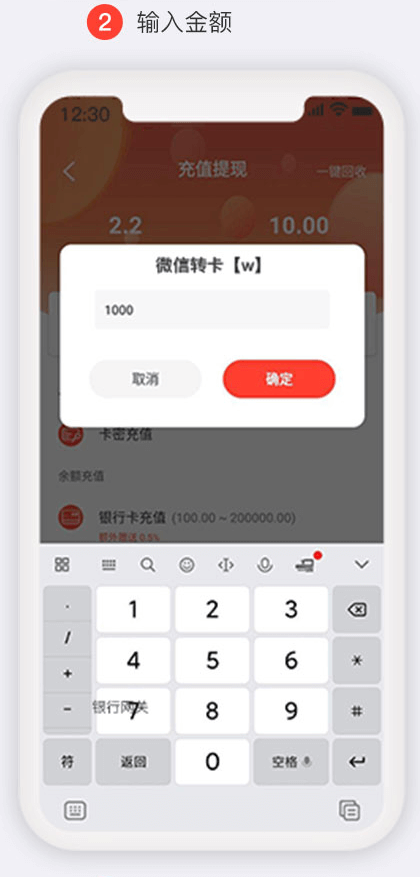 2 输入金额
12:30
充值提现
一键回收
2.2 10.00
微信转卡【w】
1000
取消 确定
卡密充值
余额充值
银行卡充值 (100.00 ~ 200000.00)
额外赠送 0.5%
· 1 2 3
/ 4 5 6 *
+
- 银行网关 7 8 9 #
符 返回 0 空格